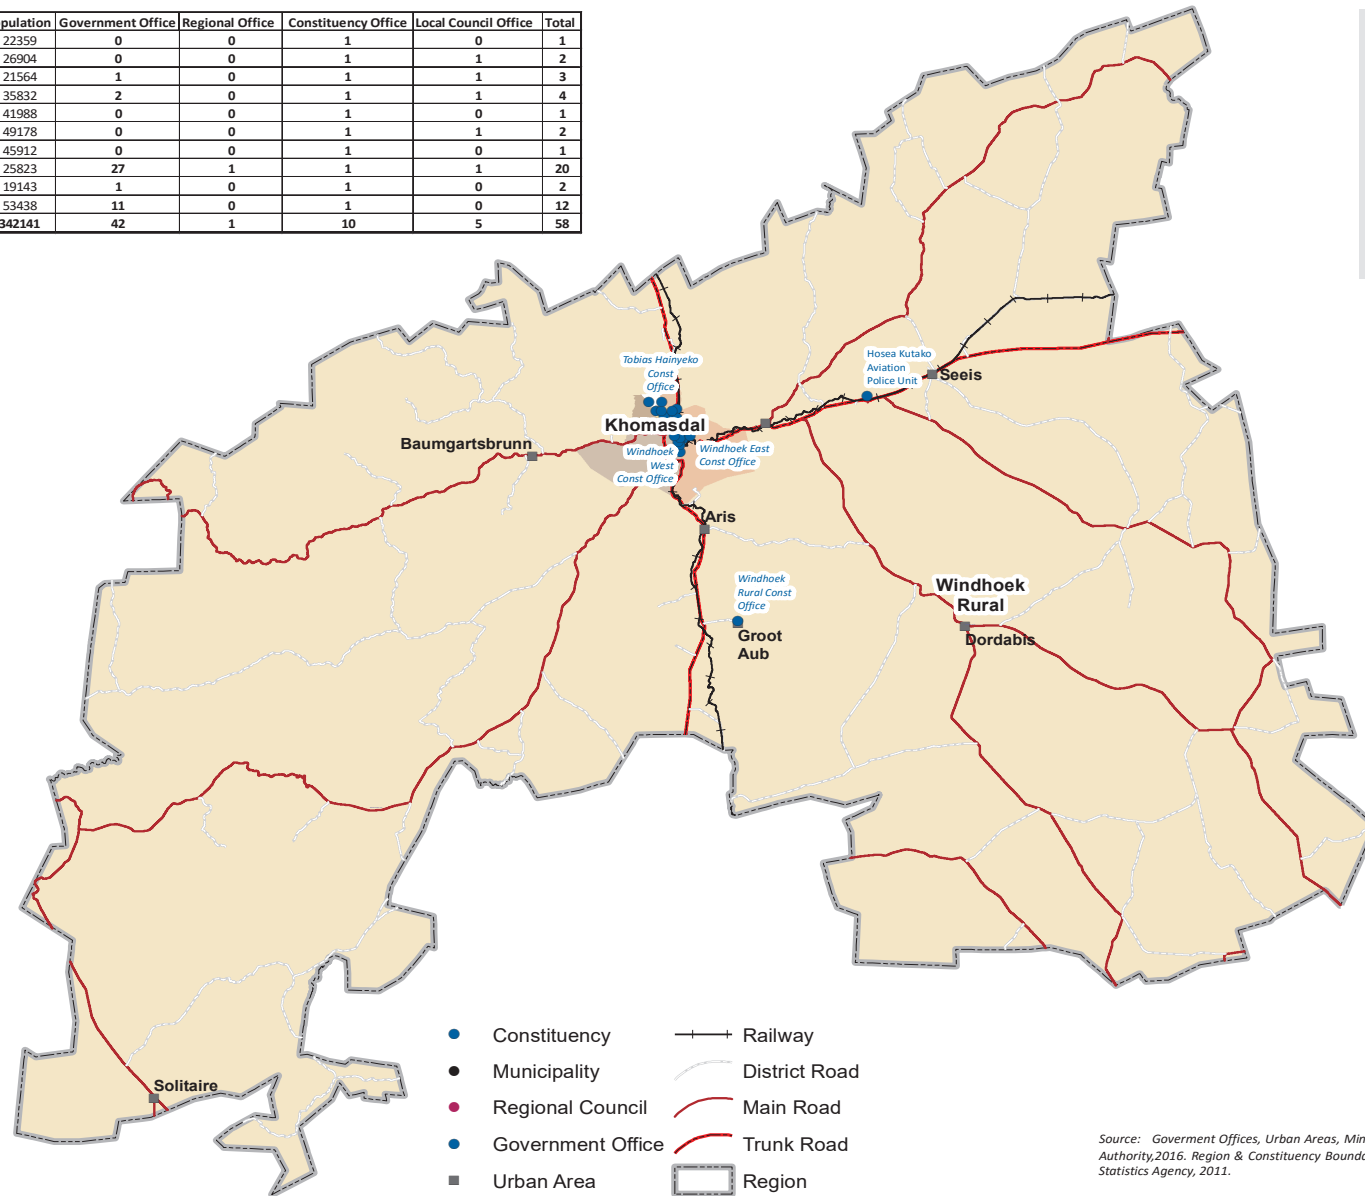 pulation Government Office Regional Office Constituency Office Local Council Office Total
22359 0 0 1 0 1
26904 0 0 1 1 2
21564 1 0 1 1 3
35832 2 0 1 1 4
41988 0 0 1 0 1
49178 0 0 1 1 2
45912 0 0 1 0 1
25823 27 1 1 1 20
19143 1 0 1 0 2
53438 11 0 1 0 12
342141 42 1 10 5 58
Tobias Hainyeko
Const
Office
Hosea Kutako
Aviation
Police Unit
Seeis
Khomasdal
Baumgartsbrunn
Windhoek
West
Const Office
Windhoek East
Const Office
Aris
Windhoek
Rural Const
Office
Groot
Aub
Windhoek
Rural
Dordabis
Solitaire
Constituency
Municipality
Regional Council
Government Office
Urban Area
Railway
District Road
Main Road
Trunk Road
Region
Source: Goverment Offices, Urban Areas, Min
Authority,2016. Region & Constituency Bound
Statistics Agency, 2011.